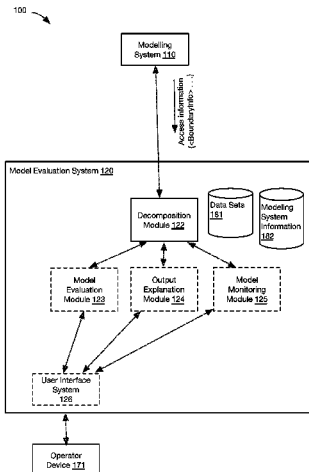 100
Modelling
System 110
Access information
{<BoundaryInfo> . . .}
Model Evaluation System 120
Decomposition
Module 122
Data Sets
181
Modeling
System
Information
182
Model
Evaluation
Module 123
Output
Explanation
Module 124
Model
Monitoring
Module 125
User Interface
System
126
Operator
Device 171